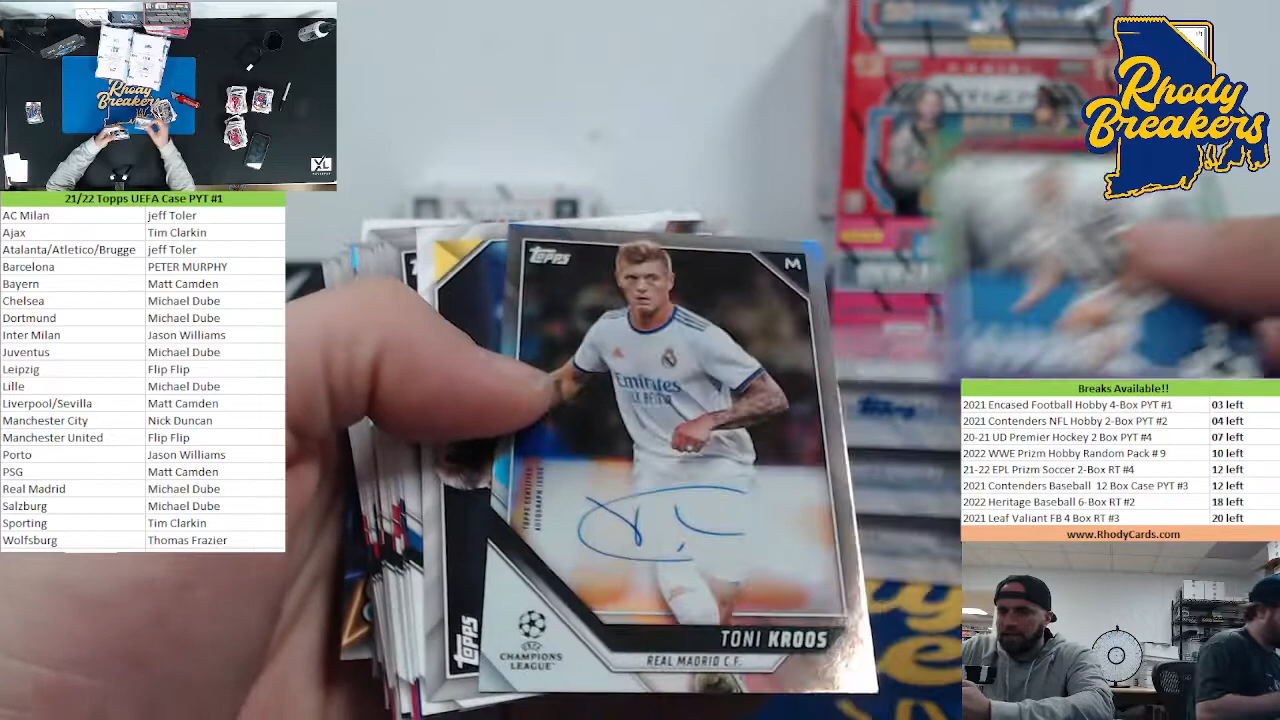 Rhody
Breakers
21/22 Topps UEFA Case PYT #1
AC Milan jeff Toler
Ajax Tim Clarkin
Atalanta/Atletico/Brugge jeff Toler
Barcelona PETER MURPHY
Bayern Matt Camden
Chelsea Michael Dube
Dortmund Michael Dube
Inter Milan Jason Williams
Juventus Michael Dube
Leipzig Flip Flip
Lille Michael Dube
Liverpool/Sevilla Matt Camden
Manchester City Nick Duncan
Manchester United Flip Flip
Porto Jason Williams
PSG Matt Camden
Real Madrid Michael Dube
Salzburg Michael Dube
Sporting Tim Clarkin
Wolfsburg Thomas Frazier
Topps
M
Emirates
TOPPS CERTIFIED
AUTOGRAPH ISSUE
TONI KROOS
REAL MADRID C.F.
UEFA
CHAMPIONS
LEAGUE
Topps
Rhody
Breakers
Breaks Available!!
2021 Encased Football Hobby 4-Box PYT #1 03 left
2021 Contenders NFL Hobby 2-Box PYT #2 04 left
20-21 UD Premier Hockey 2 Box PYT #4 07 left
2022 WWE Prizm Hobby Random Pack # 9 10 left
21-22 EPL Prizm Soccer 2-Box RT #4 12 left
2021 Contenders Baseball 12 Box Case PYT #3 12 left
2022 Heritage Baseball 6-Box RT #2 18 left
2021 Leaf Valiant FB 4 Box RT #3 20 left
www.RhodyCards.com